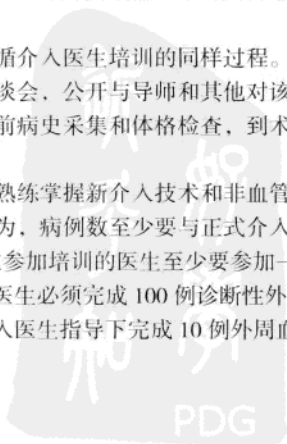 循介入医生培训的同样过程。
谈会，公开与导师和其他对该
前病史采集和体格检查，到术
熟练掌握新介入技术和非血管
为，病例数至少要与正式介入
参加培训的医生至少要参加一
医生必须完成 100 例诊断性外
入医生指导下完成 10 例外周血
PDG